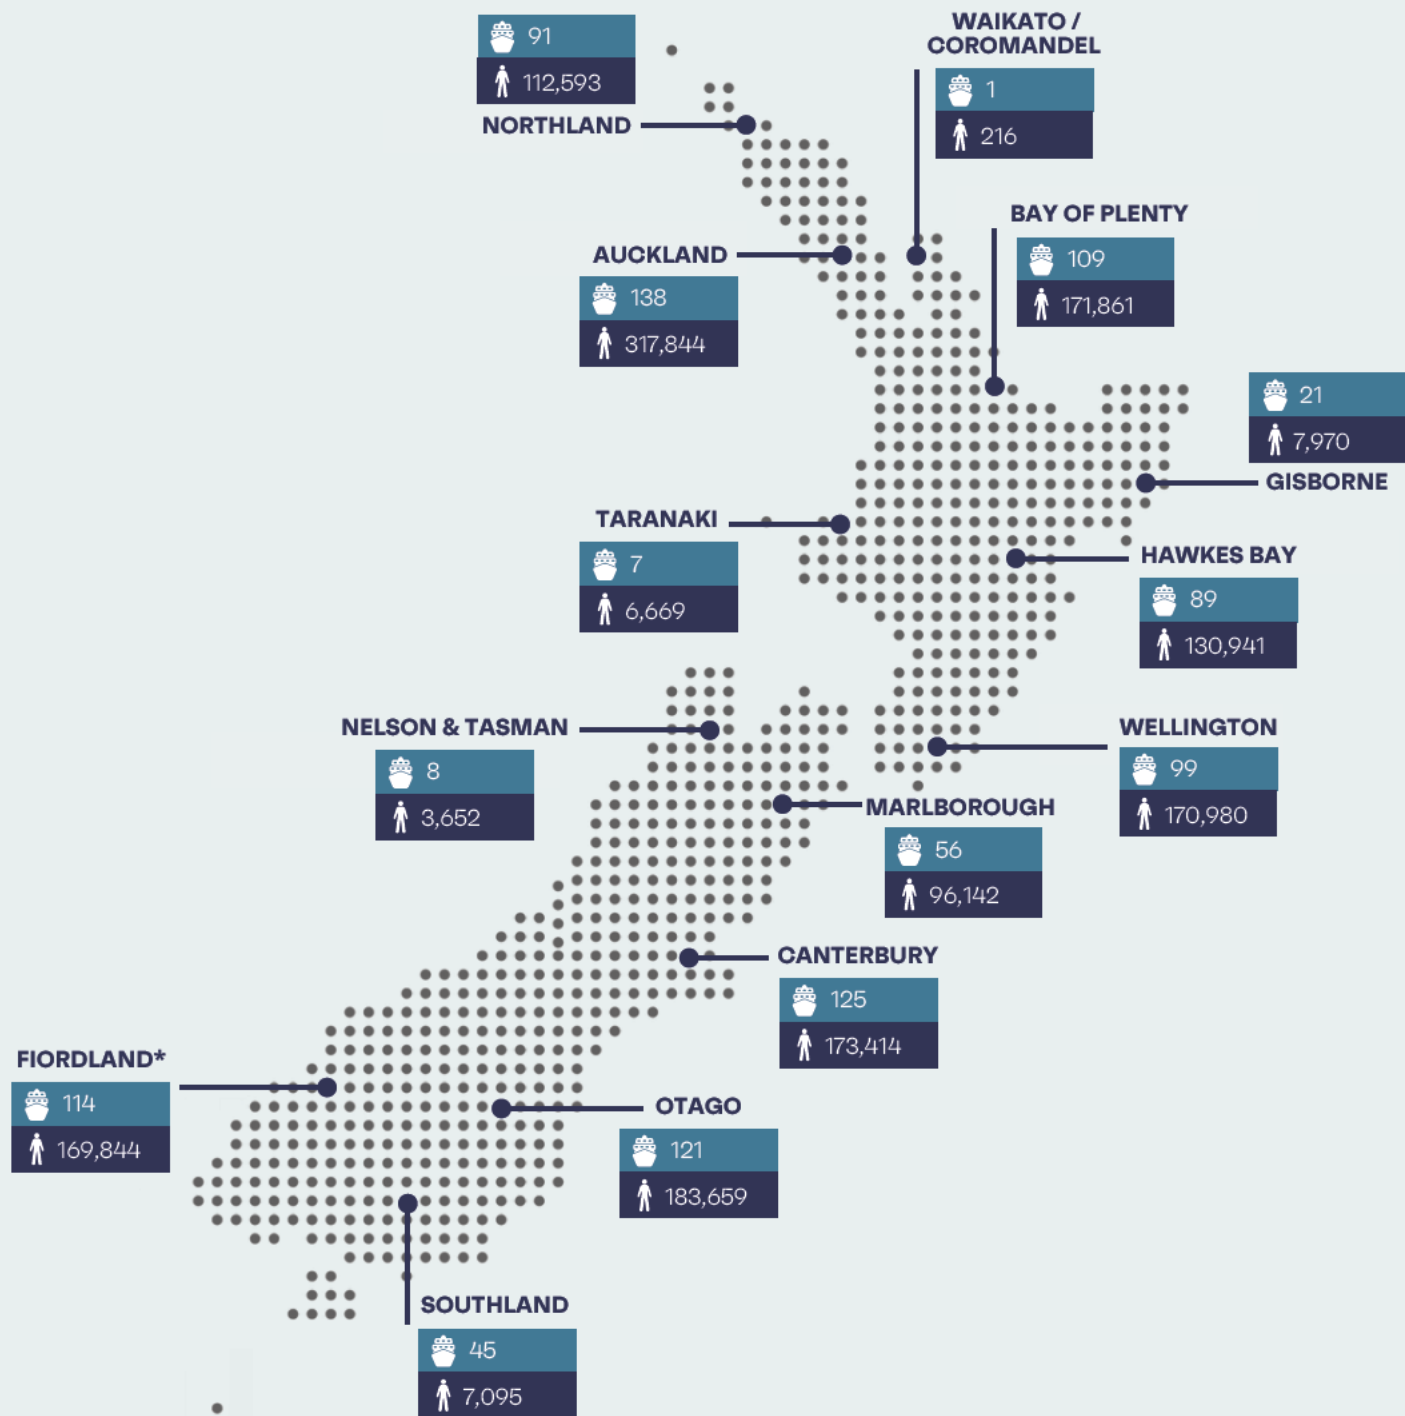 91
112,593
NORTHLAND
WAIKATO /
COROMANDEL
1
216
BAY OF PLENTY
109
171,861
AUCKLAND
138
317,844
21
7,970
GISBORNE
TARANAKI
7
6,669
HAWKES BAY
89
130,941
NELSON & TASMAN
8
3,652
WELLINGTON
99
170,980
MARLBOROUGH
56
96,142
CANTERBURY
125
173,414
FIORDLAND*
114
169,844
OTAGO
121
183,659
SOUTHLAND
45
7,095